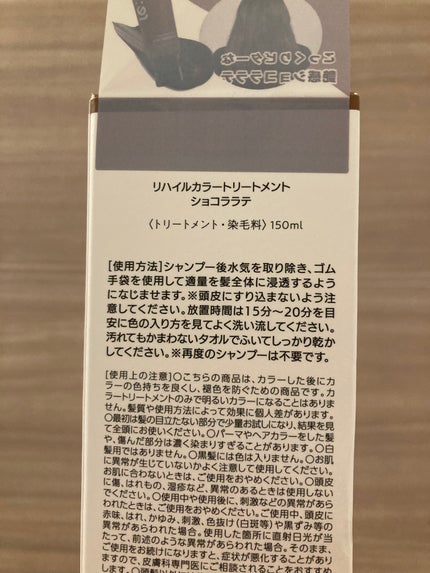 リハイルカラートリートメント
ショコララテ
〈トリートメント・染毛料〉150ml
[使用方法]シャンプー後水気を取り除き、ゴム
手袋を使用して適量を髪全体に浸透するよう
になじませます。※頭皮にすり込まないよう注
意してください。放置時間は15分〜20分を目
安に色の入り方を見てよく洗い流してください。
汚れてもかまわないタオルでふいてしっかり乾か
してください。※再度のシャンプーは不要です。
[使用上の注意]〇こちらの商品は、カラーした後にカ
ラーの色持ちを良くし、褪色を防ぐための商品です。カ
ラートリートメントのみで明るいカラーになることはありま
せん。髪質や使用方法によって効果に個人差があります。
〇最初は髪の目立たない部分で少量お試しになり、結果を見
て全頭にお使いください。〇パーマやヘアカラーをした髪
や、傷んだ部分は濃く染まりすぎることがあります。〇白
髪用ではありません。〇黒髪には色は入りません。〇お肌
に異常が生じていないかよく注意して使用してください。
お肌に合わないときは、ご使用をおやめください。〇頭皮
に傷、はれもの、湿疹など、異常のあるときは使用しない
でください。〇使用中や使用後に、刺激などの異常があら
われたときは、ご使用をおやめください。ご使用中、頭皮に
赤味、はれ、かゆみ、刺激、色抜け(白斑等)や黒ずみ等の
異常があらわれた場合。使用した箇所に直射日光が当
たって、前述のような異常があらわれた場合。そのまま、
ご使用をお続けになりますと、症状が悪化することがあり
ますので、皮膚科専門医にご相談されることをおすすめ
します。